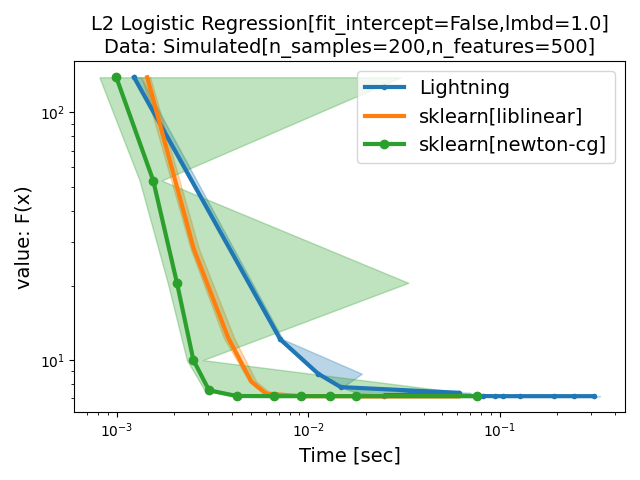 L2 Logistic Regression[fit_intercept=False,lmbd=1.0]
Data: Simulated[n_samples=200,n_features=500]
Lightning
sklearn[liblinear]
sklearn[newton-cg]
value: F(x)
10²
10¹
10⁻³
10⁻²
10⁻¹
Time [sec]